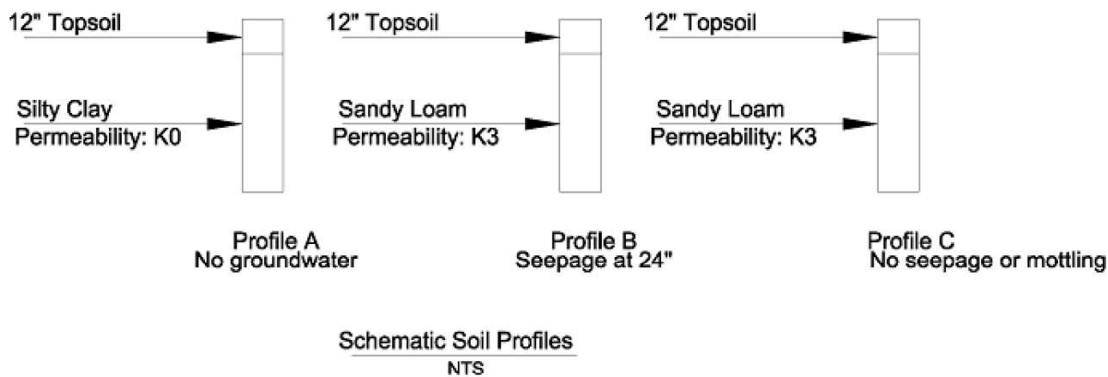 12" Topsoil
Silty Clay
Permeability: K0
Profile A
No groundwater
12" Topsoil
Sandy Loam
Permeability: K3
Profile B
Seepage at 24"
12" Topsoil
Sandy Loam
Permeability: K3
Profile C
No seepage or mottling
Schematic Soil Profiles
NTS